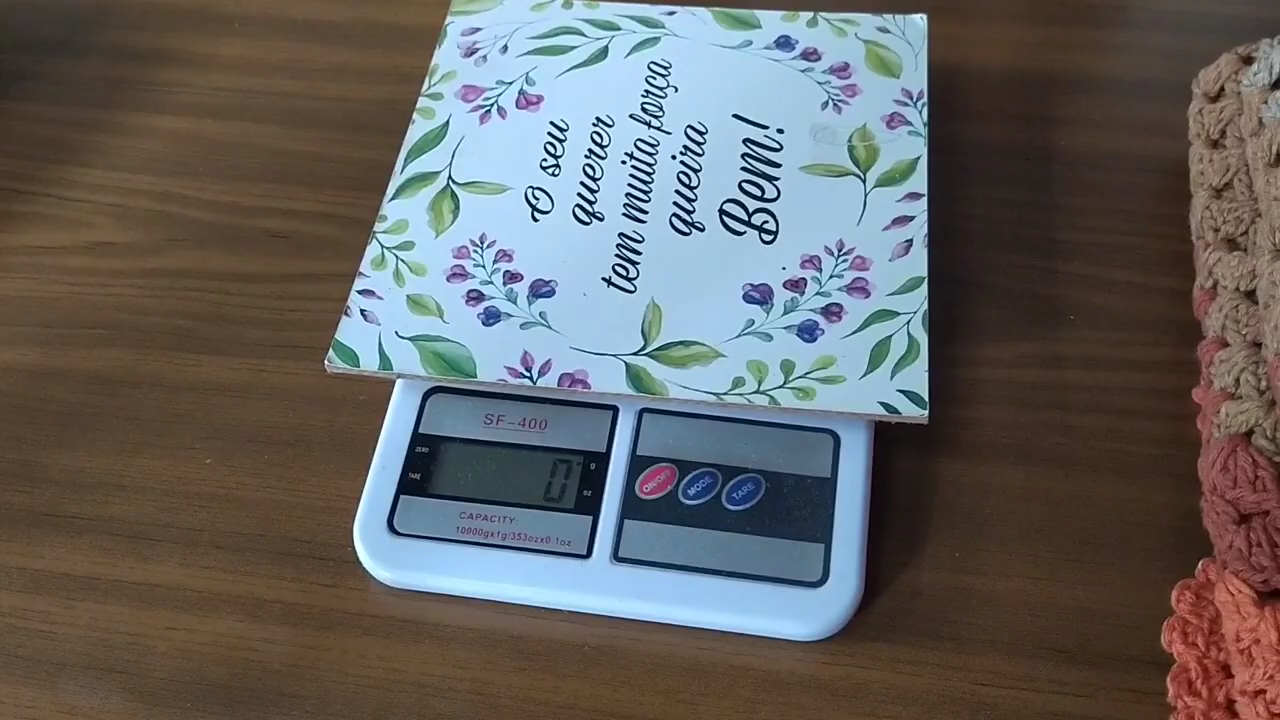 O seu
querer
tem muita força
queira
Bem!
SF-400
ZERO
TARE
0
g
oz
CAPACITY
10000gx1g/353ozx0.1oz
ON/OFF
MODE
TARE